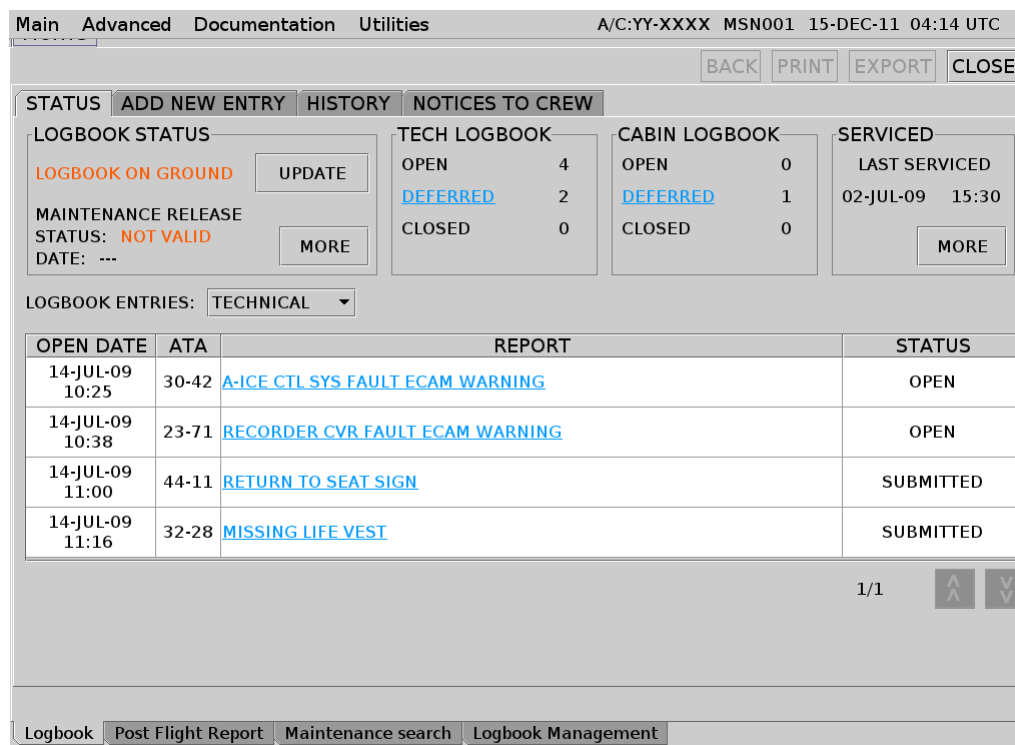 Main Advanced Documentation Utilities A/C:YY-XXXX MSN001 15-DEC-11 04:14 UTC
BACK PRINT EXPORT CLOSE
STATUS ADD NEW ENTRY HISTORY NOTICES TO CREW
LOGBOOK STATUS
LOGBOOK ON GROUND UPDATE
MAINTENANCE RELEASE
STATUS: NOT VALID
DATE: ---
MORE
TECH LOGBOOK
OPEN 4
DEFERRED 2
CLOSED 0
CABIN LOGBOOK
OPEN 0
DEFERRED 1
CLOSED 0
SERVICED
LAST SERVICED
02-JUL-09 15:30
MORE
LOGBOOK ENTRIES: TECHNICAL
OPEN DATE ATA REPORT STATUS
14-JUL-09
10:25
30-42 A-ICE CTL SYS FAULT ECAM WARNING OPEN
14-JUL-09
10:38
23-71 RECORDER CVR FAULT ECAM WARNING OPEN
14-JUL-09
11:00
44-11 RETURN TO SEAT SIGN SUBMITTED
14-JUL-09
11:16
32-28 MISSING LIFE VEST SUBMITTED
1/1
Logbook Post Flight Report Maintenance search Logbook Management